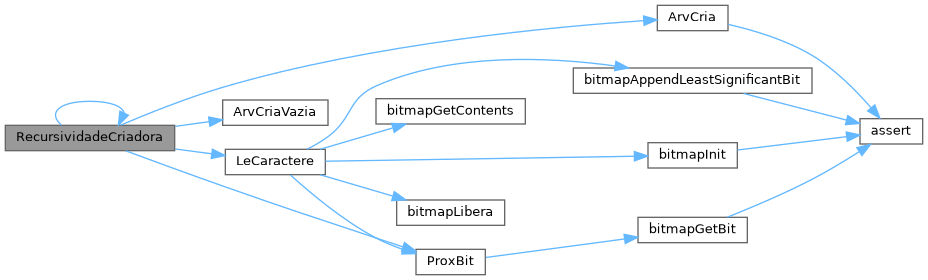 ArvCria
bitmapAppendLeastSignificantBit
ArvCriaVazia
bitmapGetContents
RecursividadeCriadora
assert
LeCaractere
bitmapInit
bitmapLibera
bitmapGetBit
ProxBit